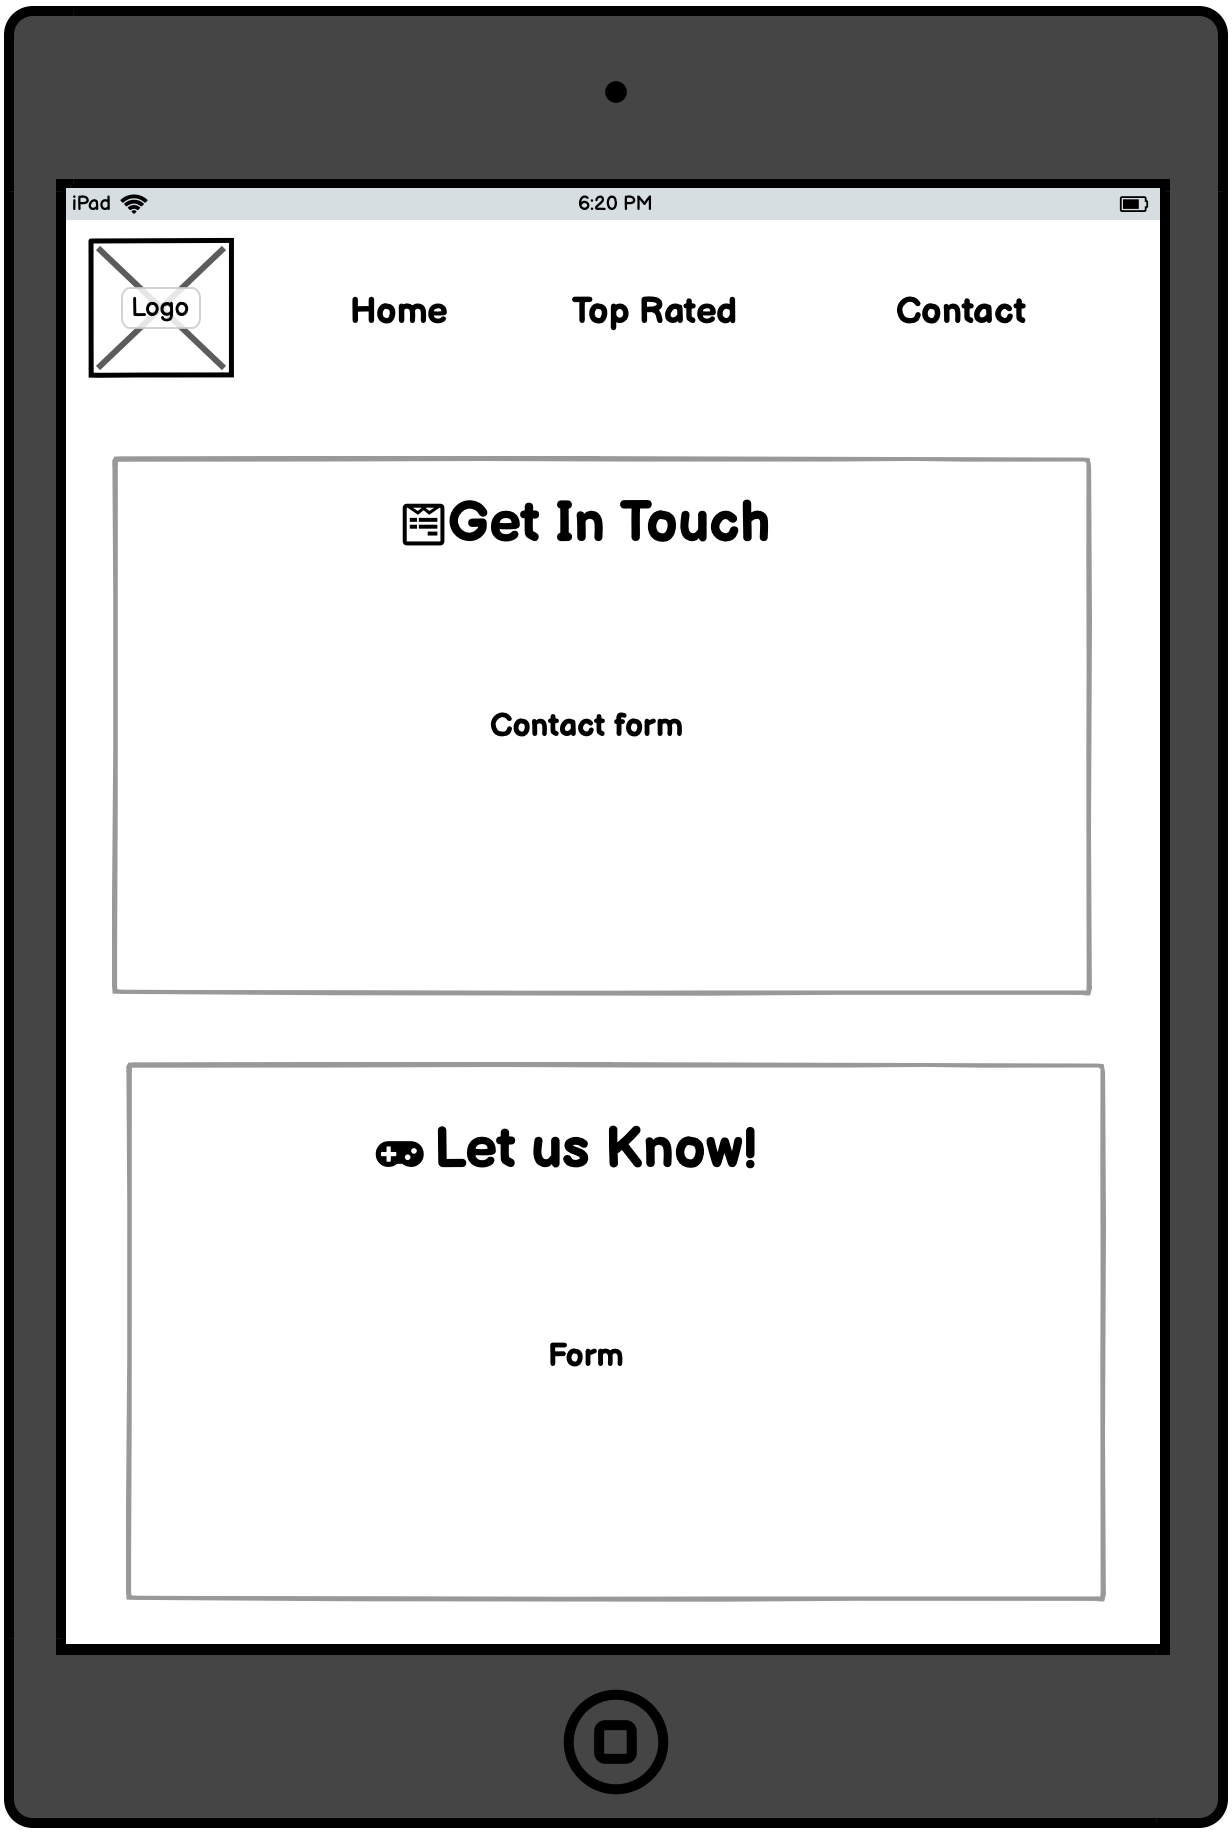 iPad 6:20 PM
Logo
Home Top Rated Contact
Get In Touch
Contact form
Let us Know!
Form